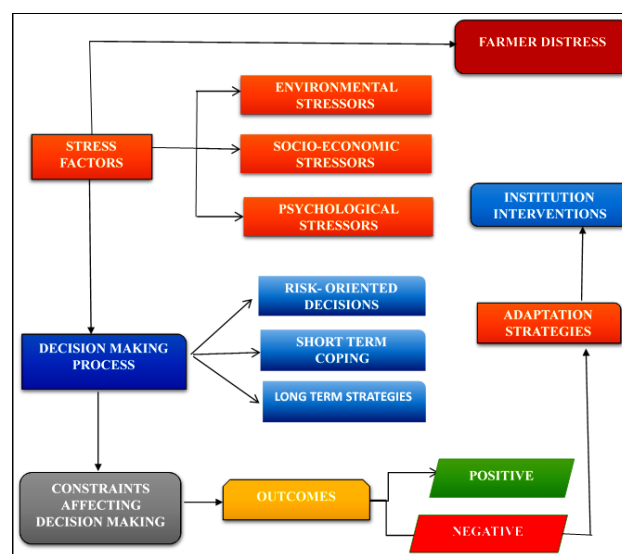 FARMER DISTRESS
ENVIRONMENTAL
STRESSORS
STRESS
FACTORS
SOCIO-ECONOMIC
STRESSORS
PSYCHOLOGICAL
STRESSORS
INSTITUTION
INTERVENTIONS
RISK- ORIENTED
DECISIONS
ADAPTATION
STRATEGIES
DECISION MAKING
PROCESS
SHORT TERM
COPING
LONG TERM STRATEGIES
CONSTRAINTS
AFFECTING
DECISION MAKING
OUTCOMES
POSITIVE
NEGATIVE